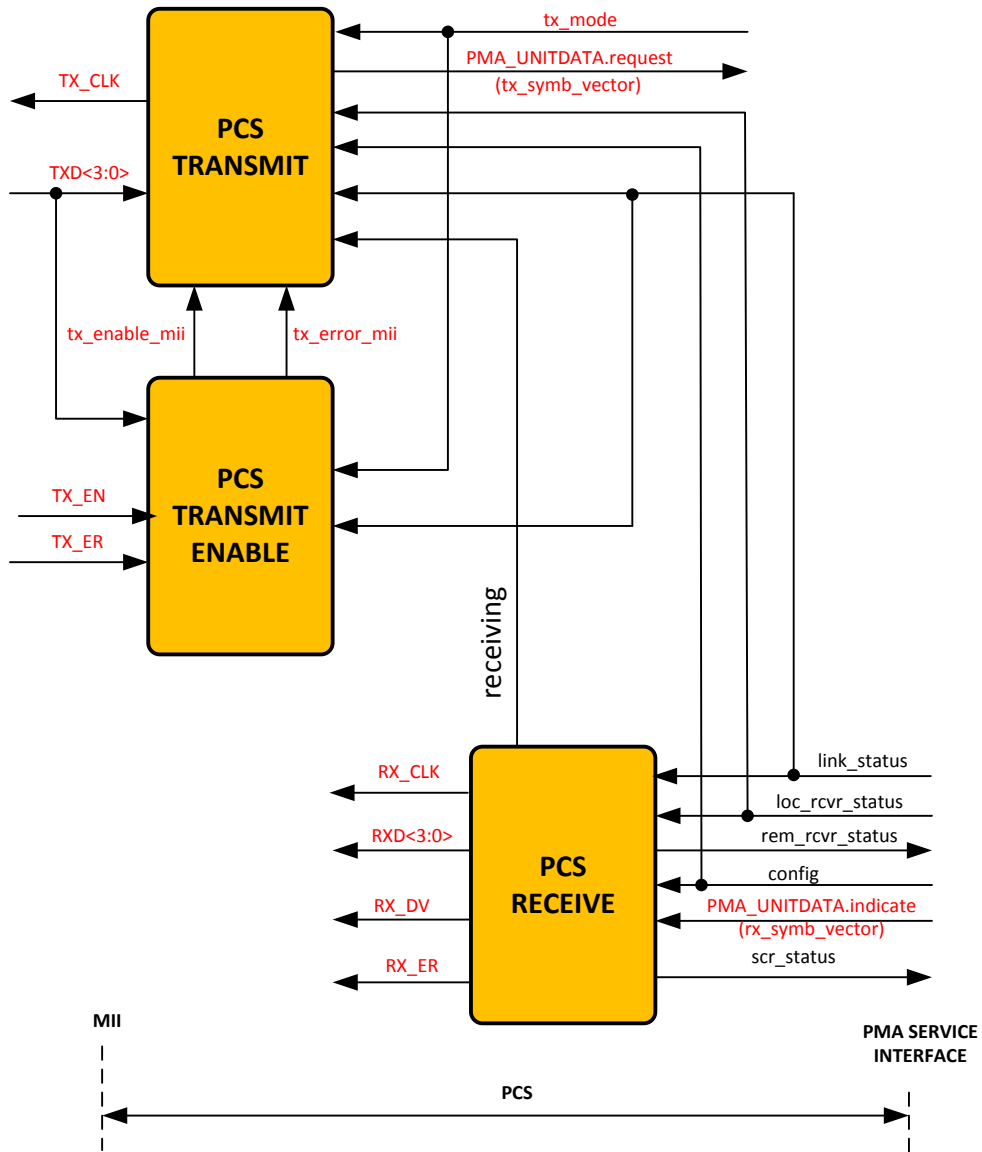 tx_mode
PMA_UNITDATA.request
(tx_symb_vector)
TX_CLK
PCS
TRANSMIT
TXD<3:0>
tx_enable_mii
tx_error_mii
PCS
TRANSMIT
ENABLE
TX_EN
TX_ER
receiving
RX_CLK
RXD<3:0>
RX_DV
RX_ER
PCS
RECEIVE
link_status
loc_rcvr_status
rem_rcvr_status
config
PMA_UNITDATA.indicate
(rx_symb_vector)
scr_status
MII
PMA SERVICE
INTERFACE
PCS